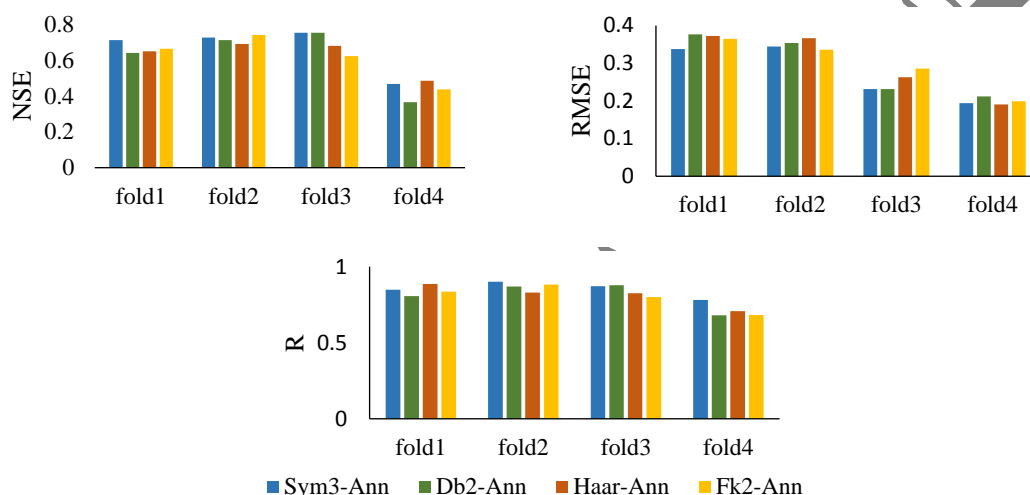 NSE
0.8
0.6
0.4
0.2
0
fold1 fold2 fold3 fold4
RMSE
0.4
0.3
0.2
0.1
0
fold1 fold2 fold3 fold4
R
1
0.5
0
fold1 fold2 fold3 fold4
Sym3-Ann Db2-Ann Haar-Ann Fk2-Ann